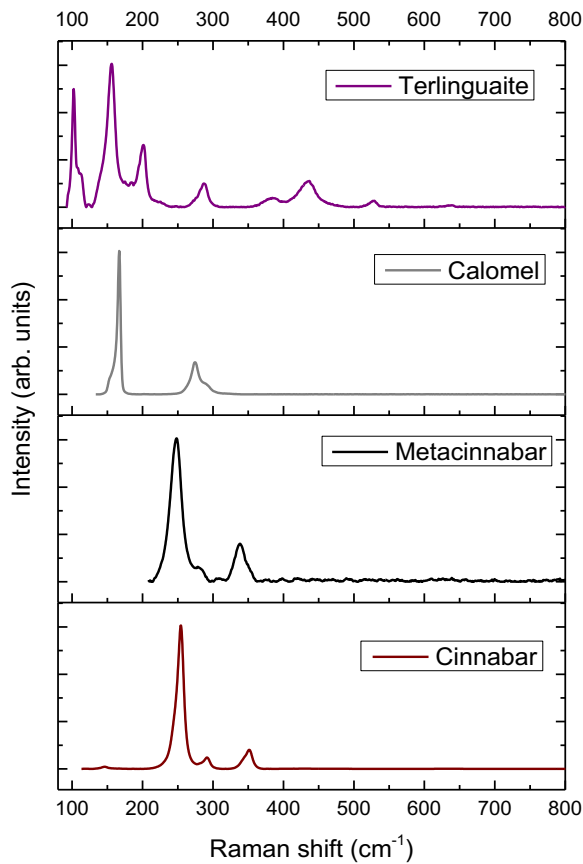 100 200 300 400 500 600 700 800
Terlinguaite
Calomel
Metacinnabar
Cinnabar
Intensity (arb. units)
100 200 300 400 500 600 700 800
Raman shift (cm⁻¹)